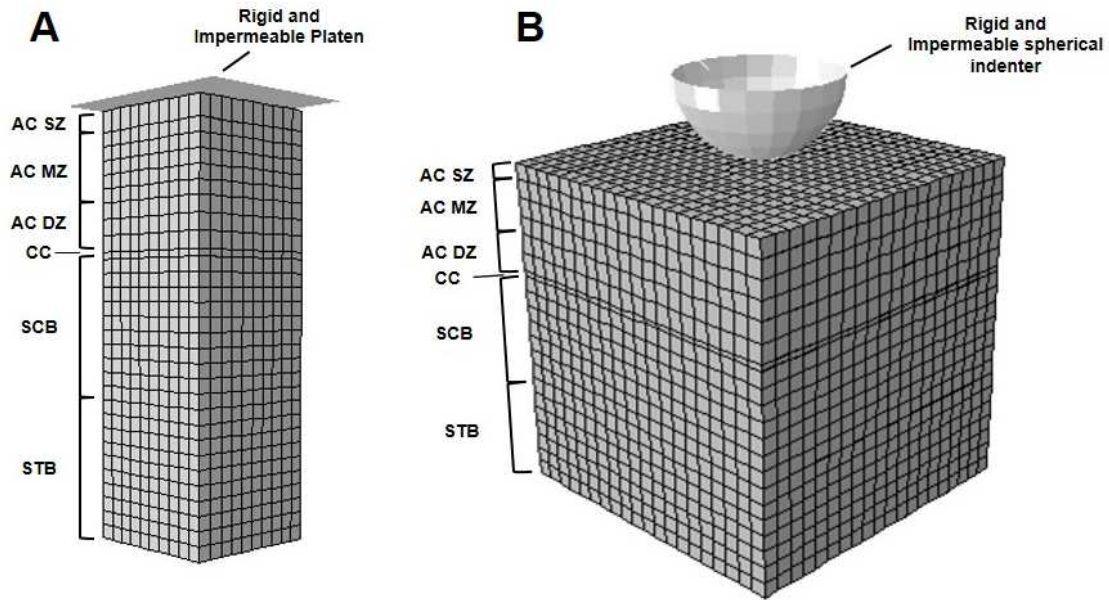 A
Rigid and
Impermeable Platen
AC SZ
AC MZ
AC DZ
CC
SCB
STB
B
Rigid and
Impermeable spherical
indenter
AC SZ
AC MZ
AC DZ
CC
SCB
STB